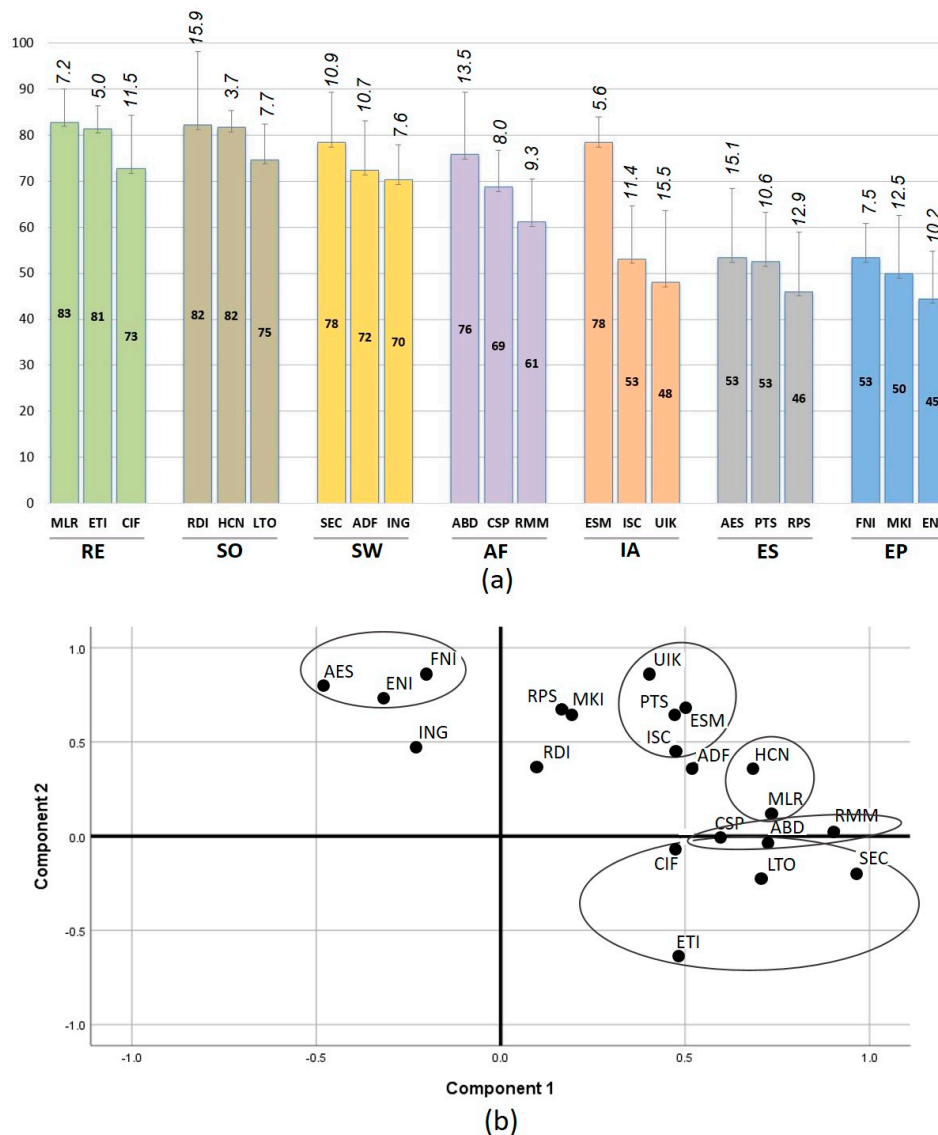 15.9
13.5
15.1
10.9
10.7
11.5
12.5
11.4
15.5
10.6
12.9
10.2
7.2
5.0
3.7
7.7
7.6
8.0
9.3
5.6
7.5
100
90
80
70
60
50
40
30
20
10
0
83 81 73 82 82 75 78 72 70 76 69 61 78 53 48 53 53 46 53 50 45
MLR ETI CIF RDI HCN LTO SEC ADF ING ABD CSP RMM ESM ISC UIK AES PTS RPS FNI MKI EN
RE SO SW AF IA ES EP
(a)
1.0
0.5
0.0
-0.5
-1.0
Component 2
AES
ENI
FNI
ING
RPS
MKI
RDI
UIK
PTS
ESM
ISC
ADF
HCN
MLR
CSP
ABD
RMM
CIF
LTO
SEC
ETI
-1.0 -0.5 0.0 0.5 1.0
Component 1
(b)